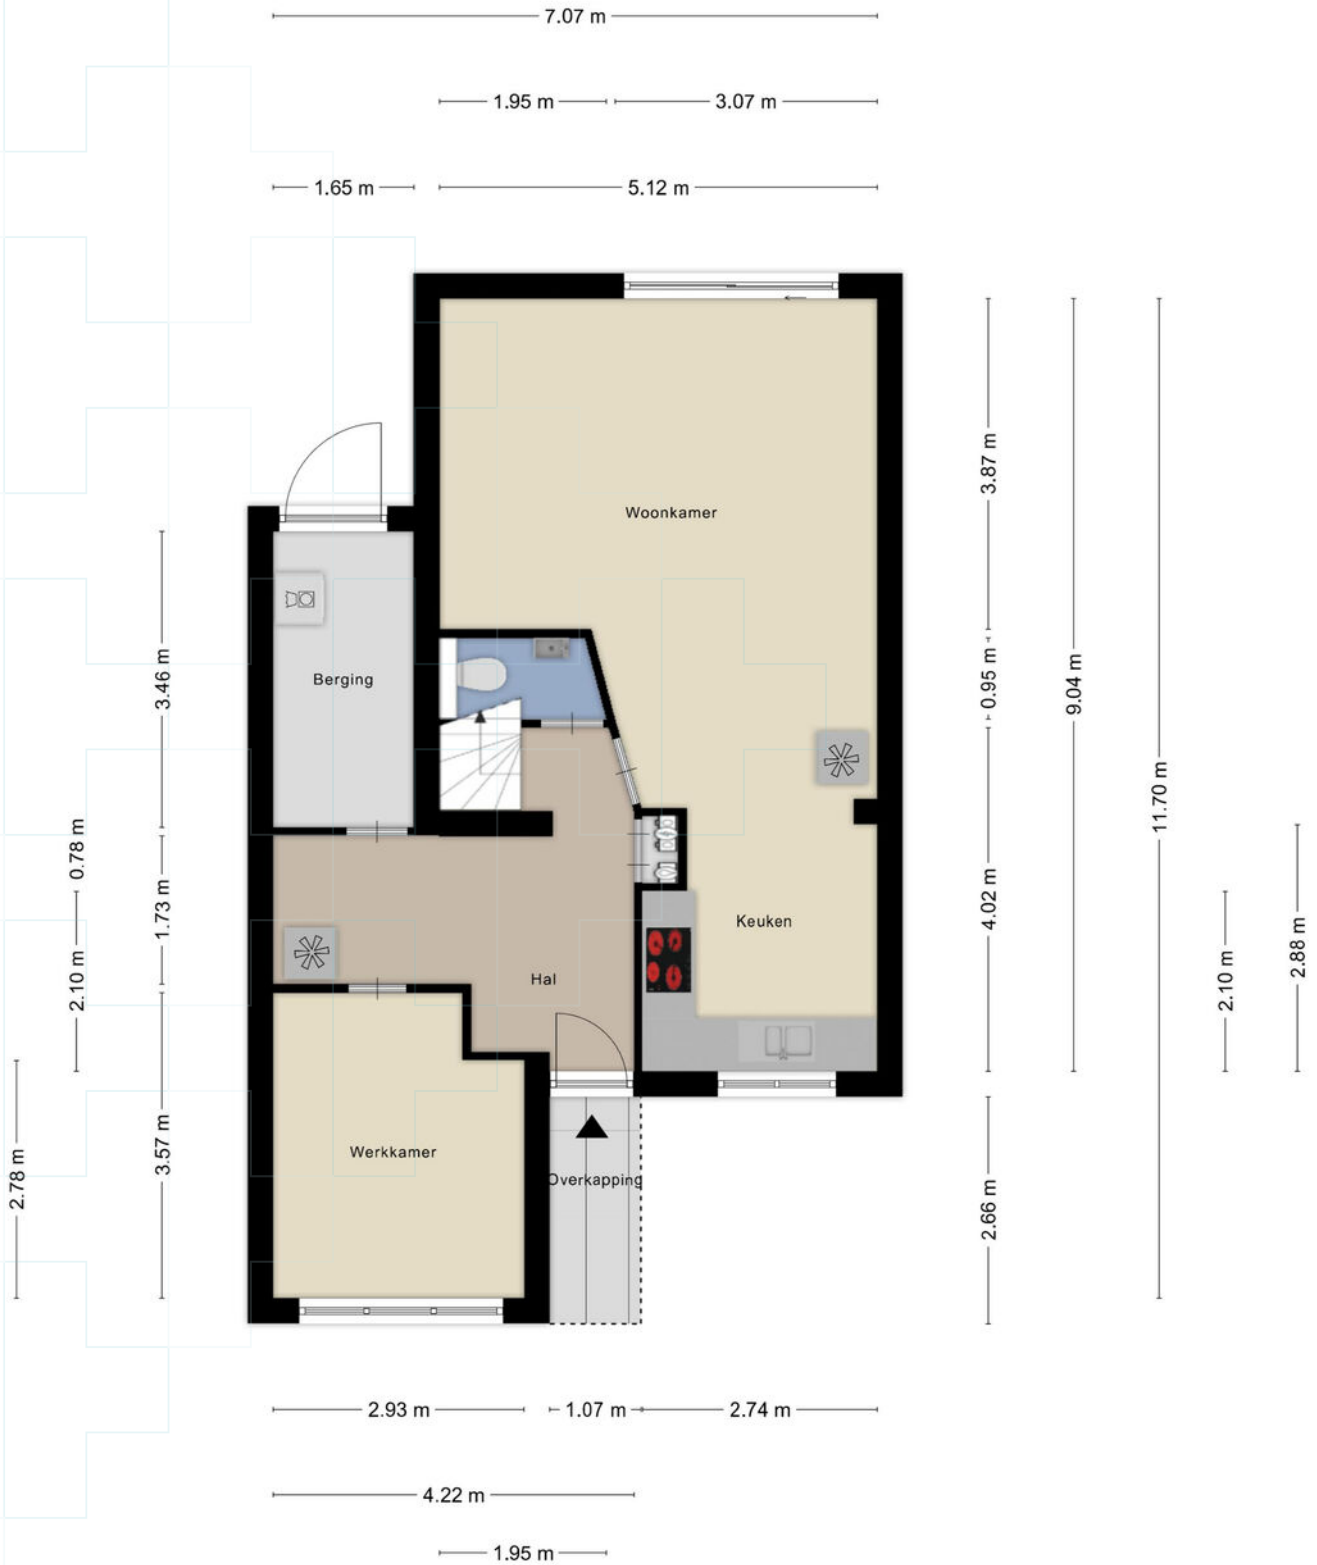 7.07 m
1.95 m
3.07 m
1.65 m
5.12 m
3.87 m
Woonkamer
3.46 m
Berging
0.95 m
9.04 m
11.70 m
0.78 m
1.73 m
4.02 m
Keuken
2.10 m
Hal
2.10 m
2.88 m
2.78 m
3.57 m
Werkkamer
Overkapping
2.66 m
2.93 m
1.07 m
2.74 m
4.22 m
1.95 m